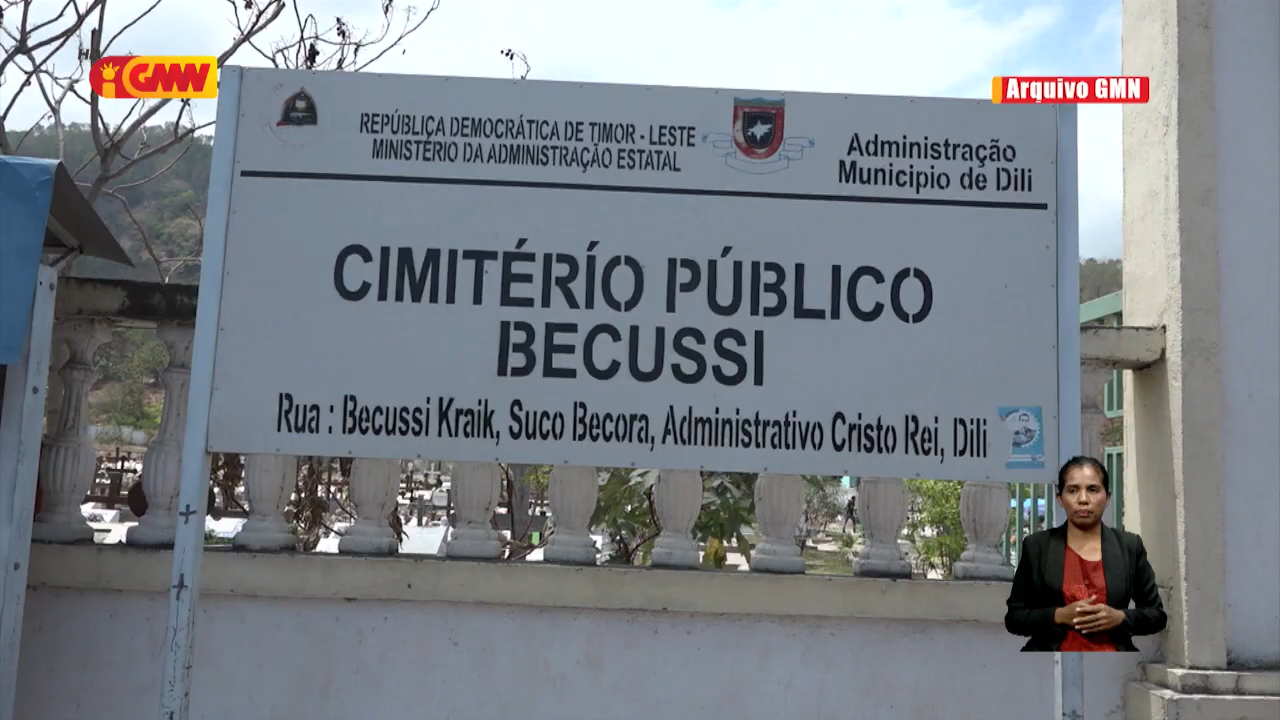 GMN
Arquivo GMN
REPÚBLICA DEMOCRÁTICA DE TIMOR - LESTE
MINISTÉRIO DA ADMINISTRAÇÃO ESTATAL
Administração
Municipio de Dili
CIMITÉRÍO PÚBLICO
BECUSSI
Rua : Becussi Kraik, Suco Becora, Administrativo Cristo Rei, Dili